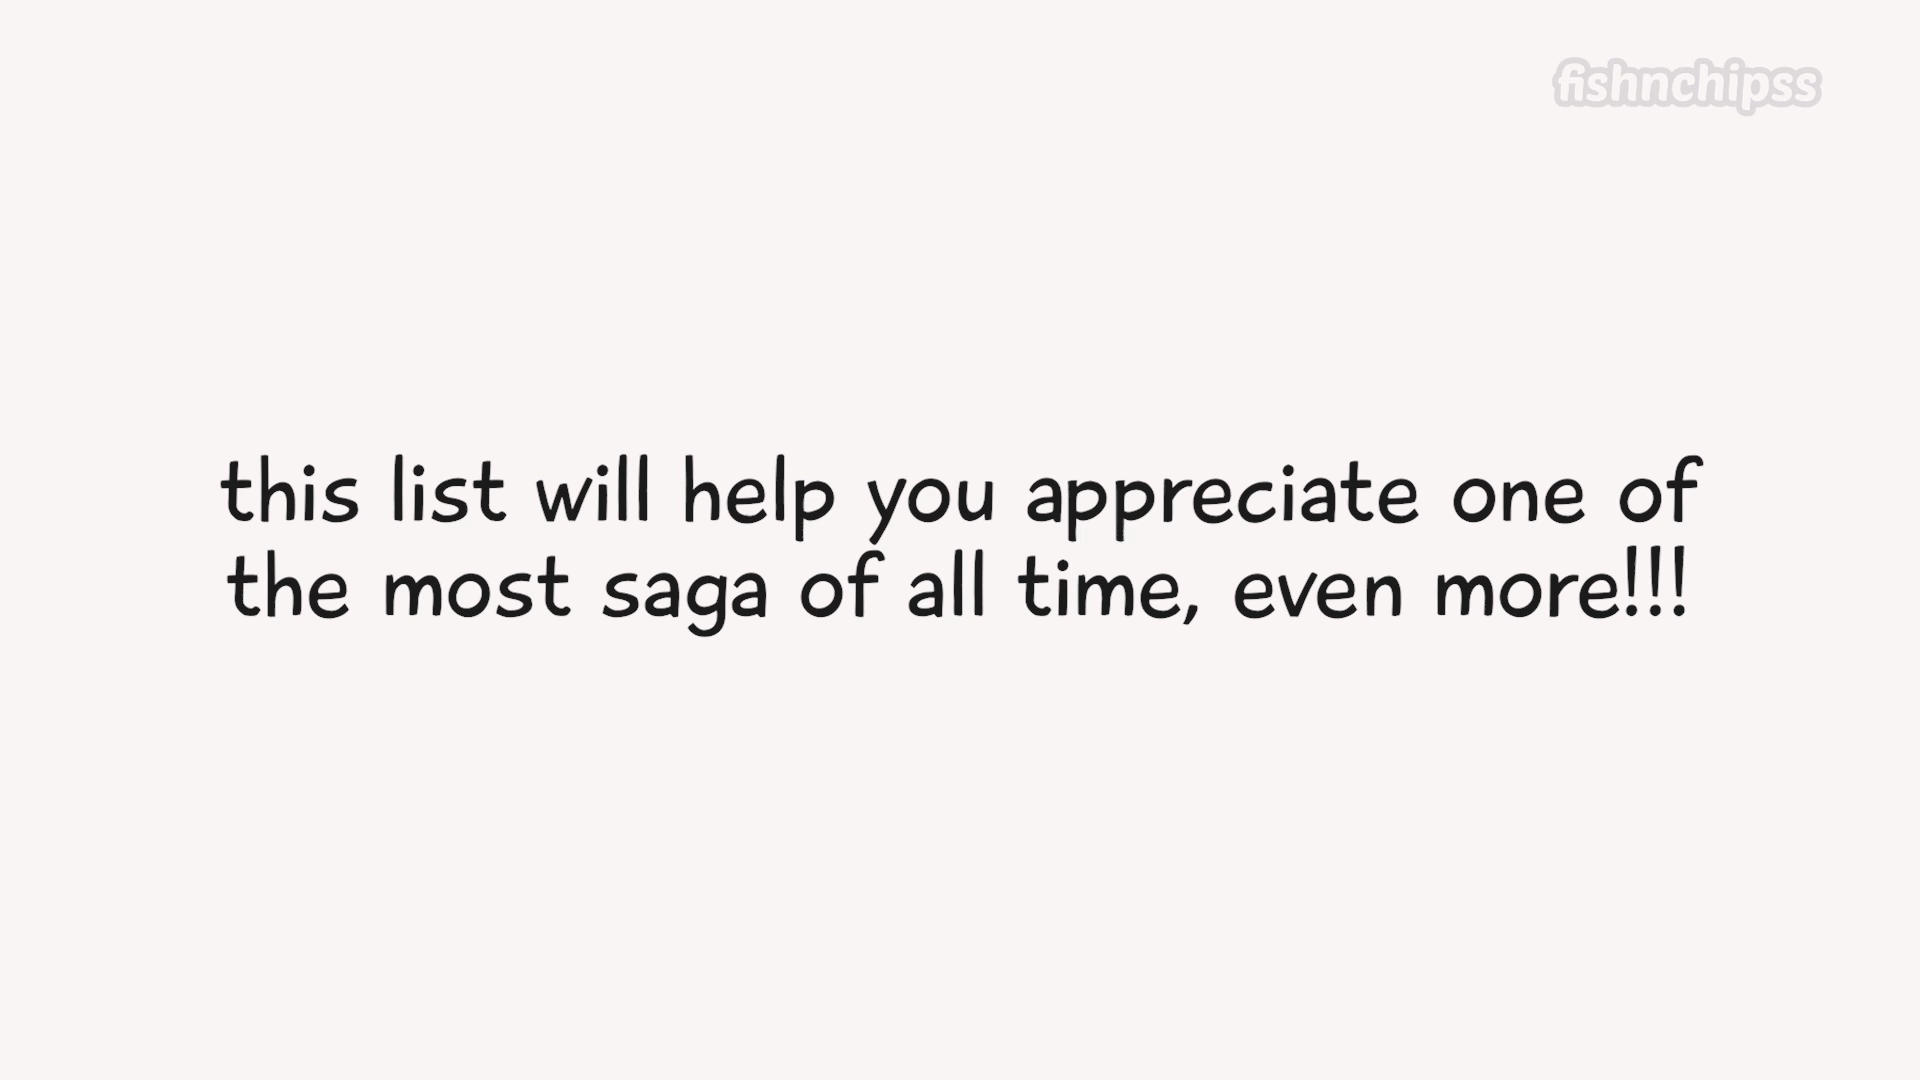 fishnchipss
this list will help you appreciate one of
the most saga of all time, even more!!!